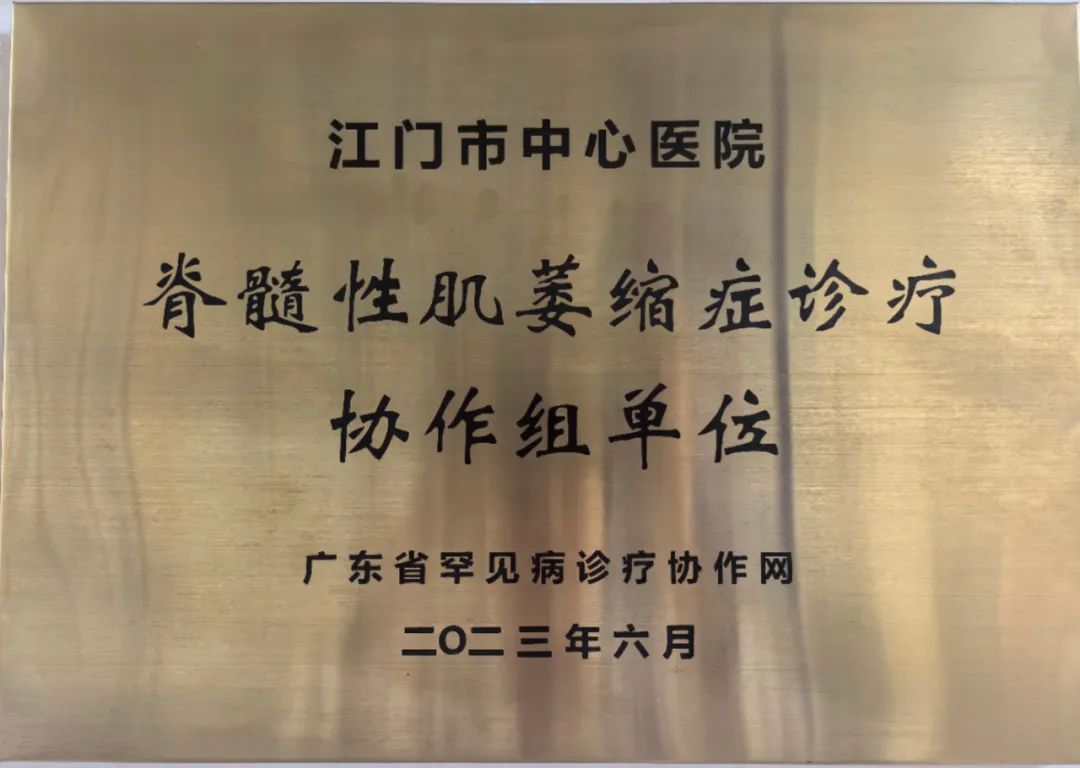 江门市中心医院
脊髓性肌萎缩症诊疗
协作组单位
广东省罕见病诊疗协作网
二〇二三年六月